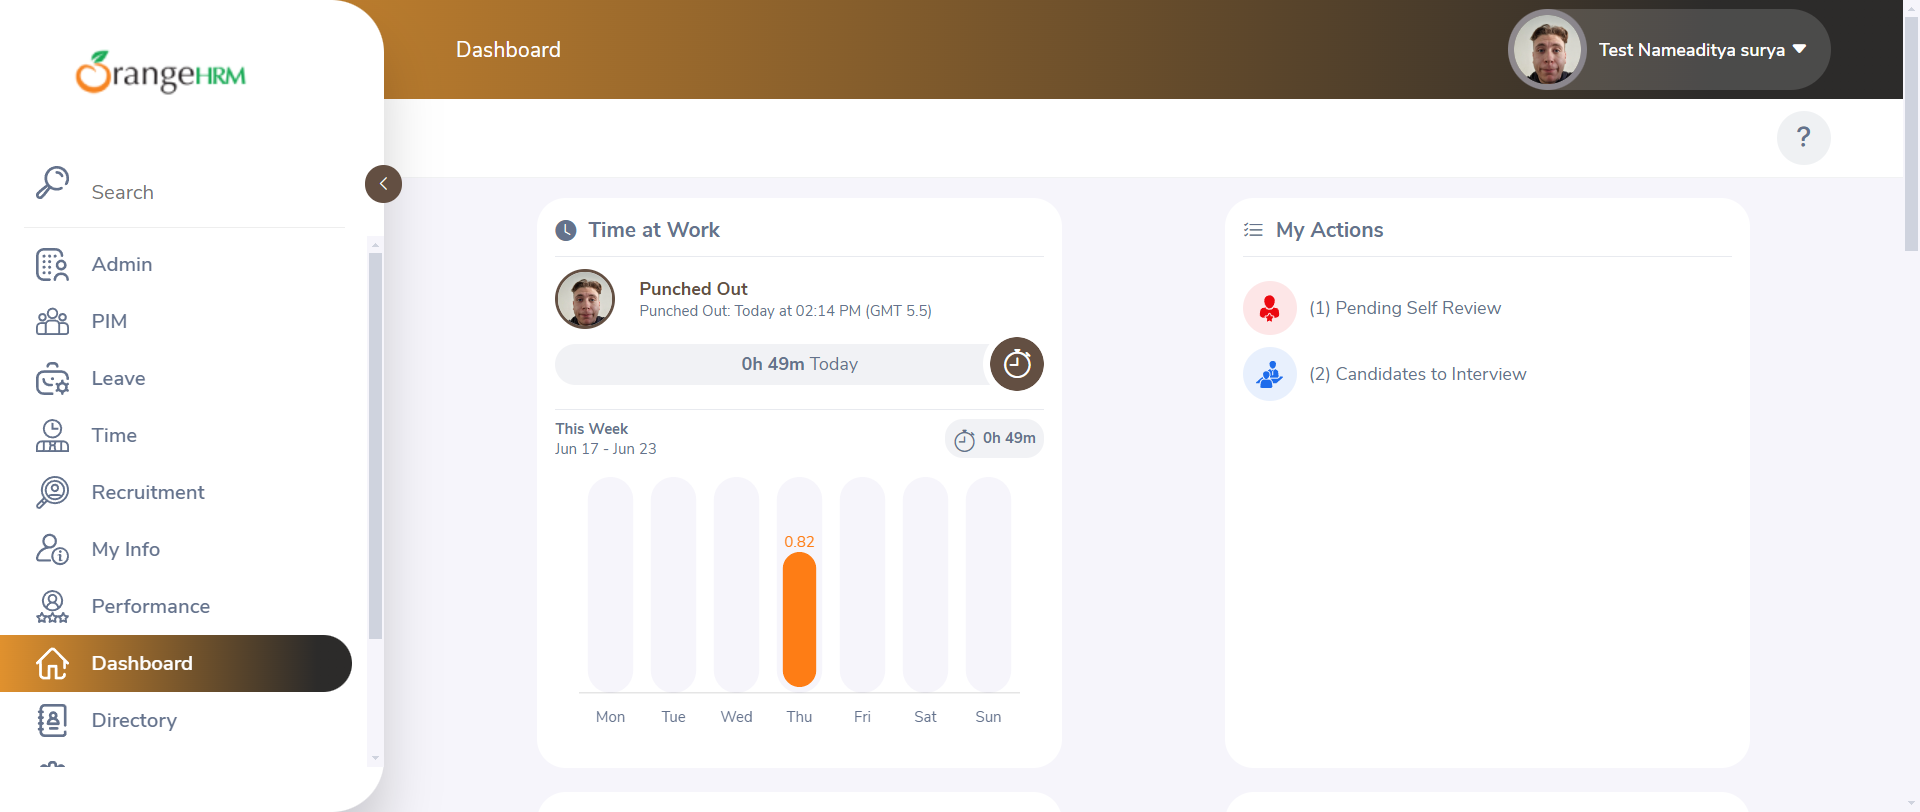 OrangeHRM
Search
Admin
PIM
Leave
Time
Recruitment
My Info
Performance
Dashboard
Directory
Dashboard
Test Nameaditya surya
?
Time at Work
Punched Out
Punched Out: Today at 02:14 PM (GMT 5.5)
0h 49m Today
This Week
Jun 17 - Jun 23
0h 49m
0.82
Mon Tue Wed Thu Fri Sat Sun
My Actions
(1) Pending Self Review
(2) Candidates to Interview